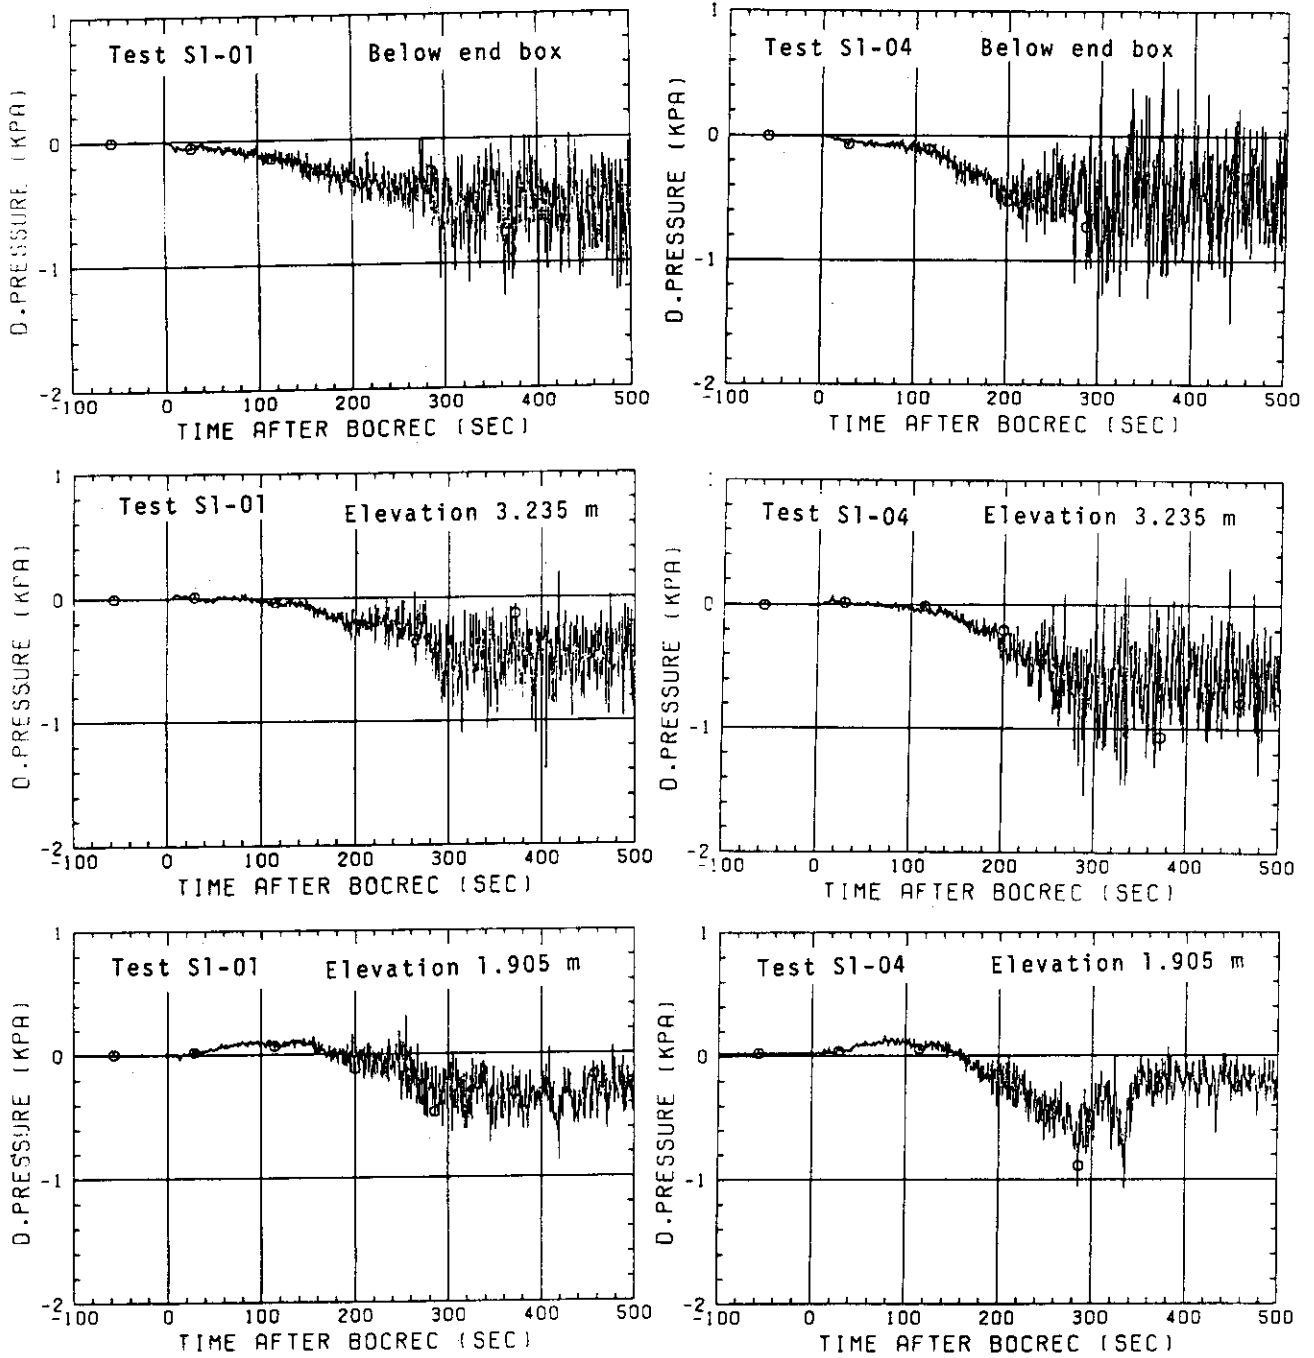 Test S1-01 Below end box
1
0
-1
-2
D.PRESSURE (KPA)
-100 0 100 200 300 400 500
TIME AFTER BOCREC (SEC)
Test S1-04 Below end box
1
0
-1
-2
D.PRESSURE (KPA)
-100 0 100 200 300 400 500
TIME AFTER BOCREC (SEC)
Test S1-01 Elevation 3.235 m
1
0
-1
-2
D.PRESSURE (KPA)
-100 0 100 200 300 400 500
TIME AFTER BOCREC (SEC)
Test S1-04 Elevation 3.235 m
1
0
-1
-2
D.PRESSURE (KPA)
-100 0 100 200 300 400 500
TIME AFTER BOCREC (SEC)
Test S1-01 Elevation 1.905 m
1
0
-1
-2
D.PRESSURE (KPA)
-100 0 100 200 300 400 500
TIME AFTER BOCREC (SEC)
Test S1-04 Elevation 1.905 m
1
0
-1
-2
D.PRESSURE (KPA)
-100 0 100 200 300 400 500
TIME AFTER BOCREC (SEC)